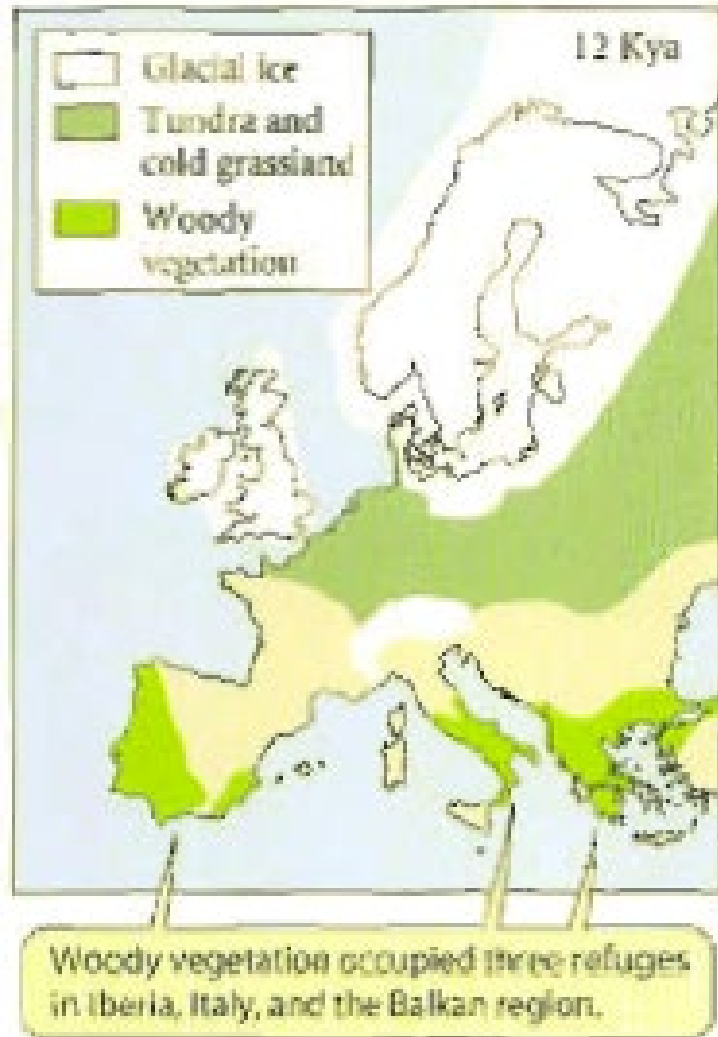 12 Kya
Glacial ice
Tundra and
cold grassland
Woody
vegetation
Woody vegetation occupied three refuges
in Iberia, Italy, and the Balkan region.